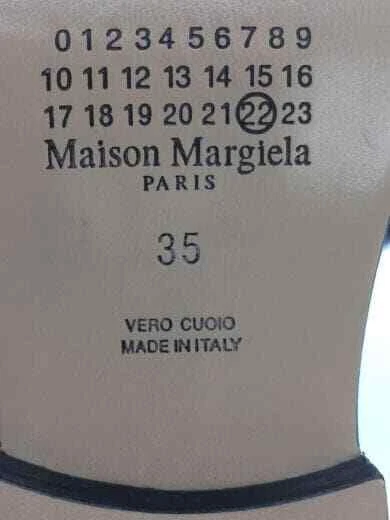 0 1 2 3 4 5 6 7 8 9
10 11 12 13 14 15 16
17 18 19 20 21 22 23
Maison Margiela
PARIS
35
VERO CUOIO
MADE IN ITALY